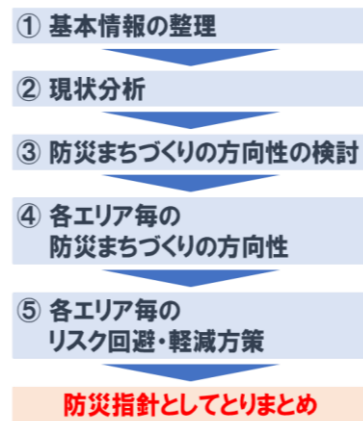 ① 基本情報の整理
② 現状分析
③ 防災まちづくりの方向性の検討
④ 各エリア毎の
防災まちづくりの方向性
⑤ 各エリア毎の
リスク回避・軽減方策
防災指針としてとりまとめ